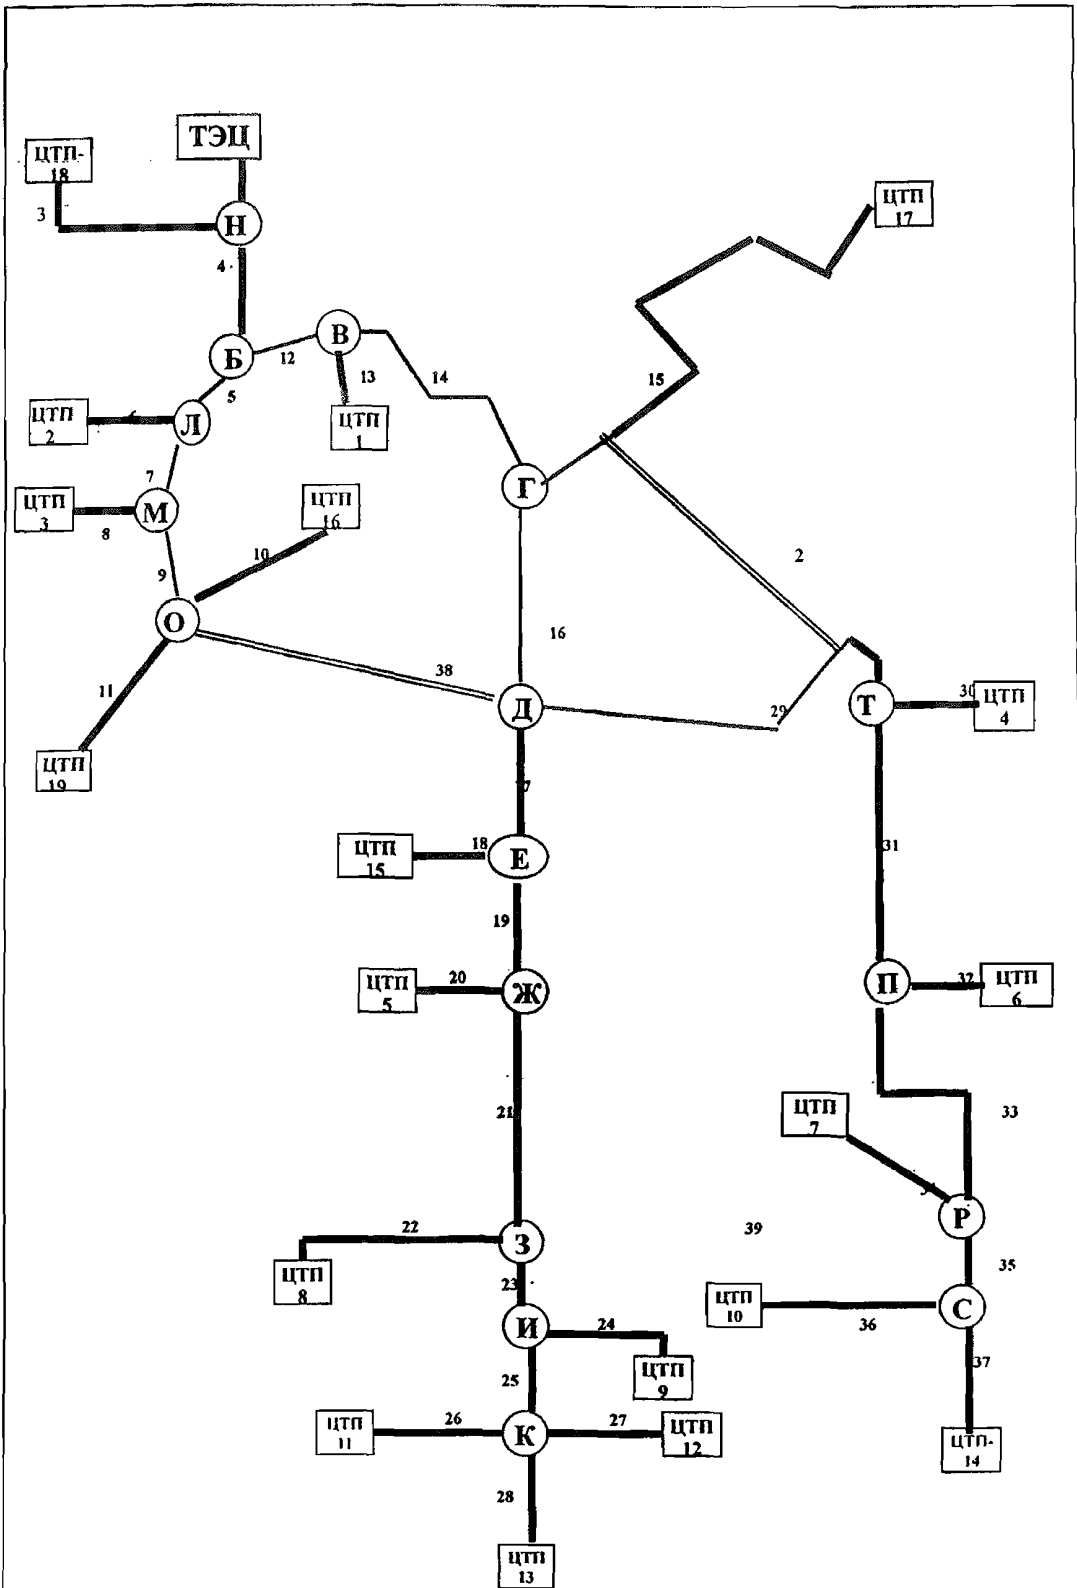 ТЭЦ
ЦТП-
18
3
Н
ЦТП
17
4
В
Б
12
13
14
15
5
ЦТП
2
Л
ЦТП
1
7
Г
ЦТП
3
М
8
ЦТП
16
10
2
9
О
16
38
11
Д
29
Т
30
ЦТП
4
ЦТП
19
7
ЦТП
15
18
Е
31
19
ЦТП
5
20
Ж
П
32
ЦТП
6
21
ЦТП
7
33
Р
22
З
39
ЦТП
8
23
35
ЦТП
10
С
36
И
24
ЦТП
9
37
25
ЦТП
11
26
К
27
ЦТП
12
ЦТП-
14
28
ЦТП
13